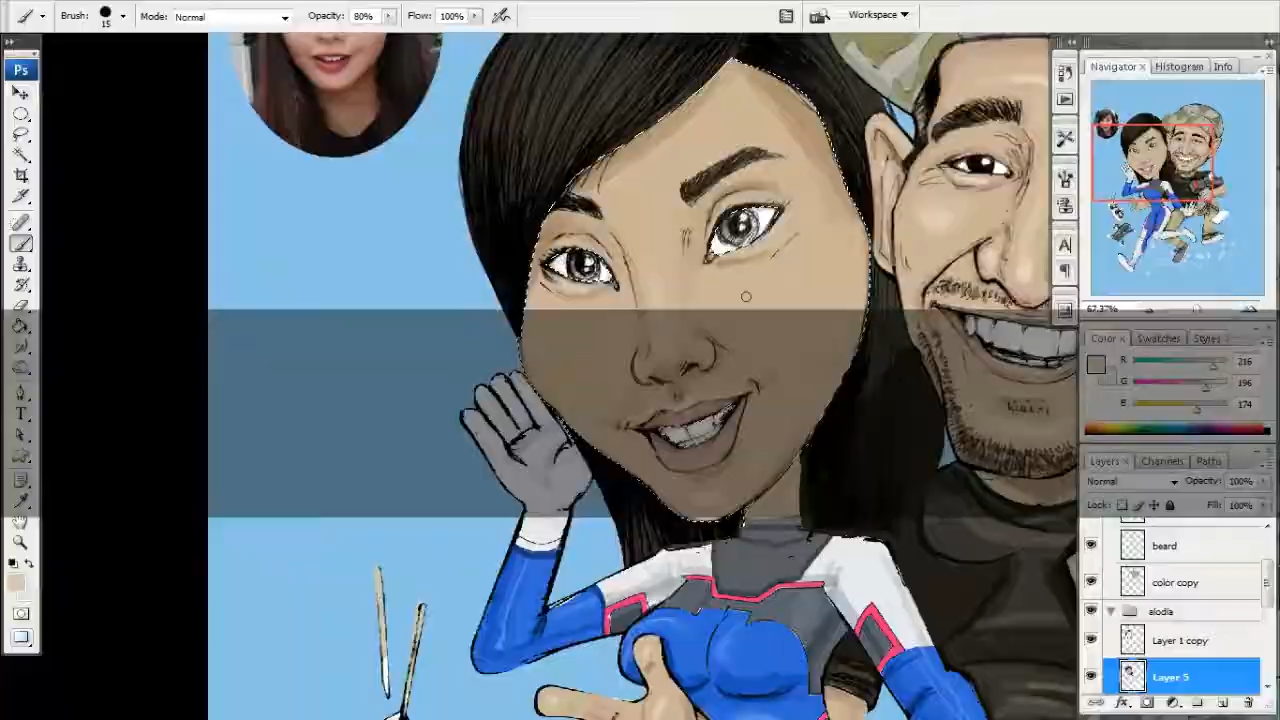 Brush: 15 Mode: Normal Opacity: 80% Flow: 100% Workspace
Ps
Navigator Histogram Info
67.37%
Color Swatches Styles
R 216
G 196
B 174
Layers Channels Paths
Normal Opacity: 100%
Lock: Fill: 100%
beard
color copy
alodia
Layer 1 copy
Layer 5